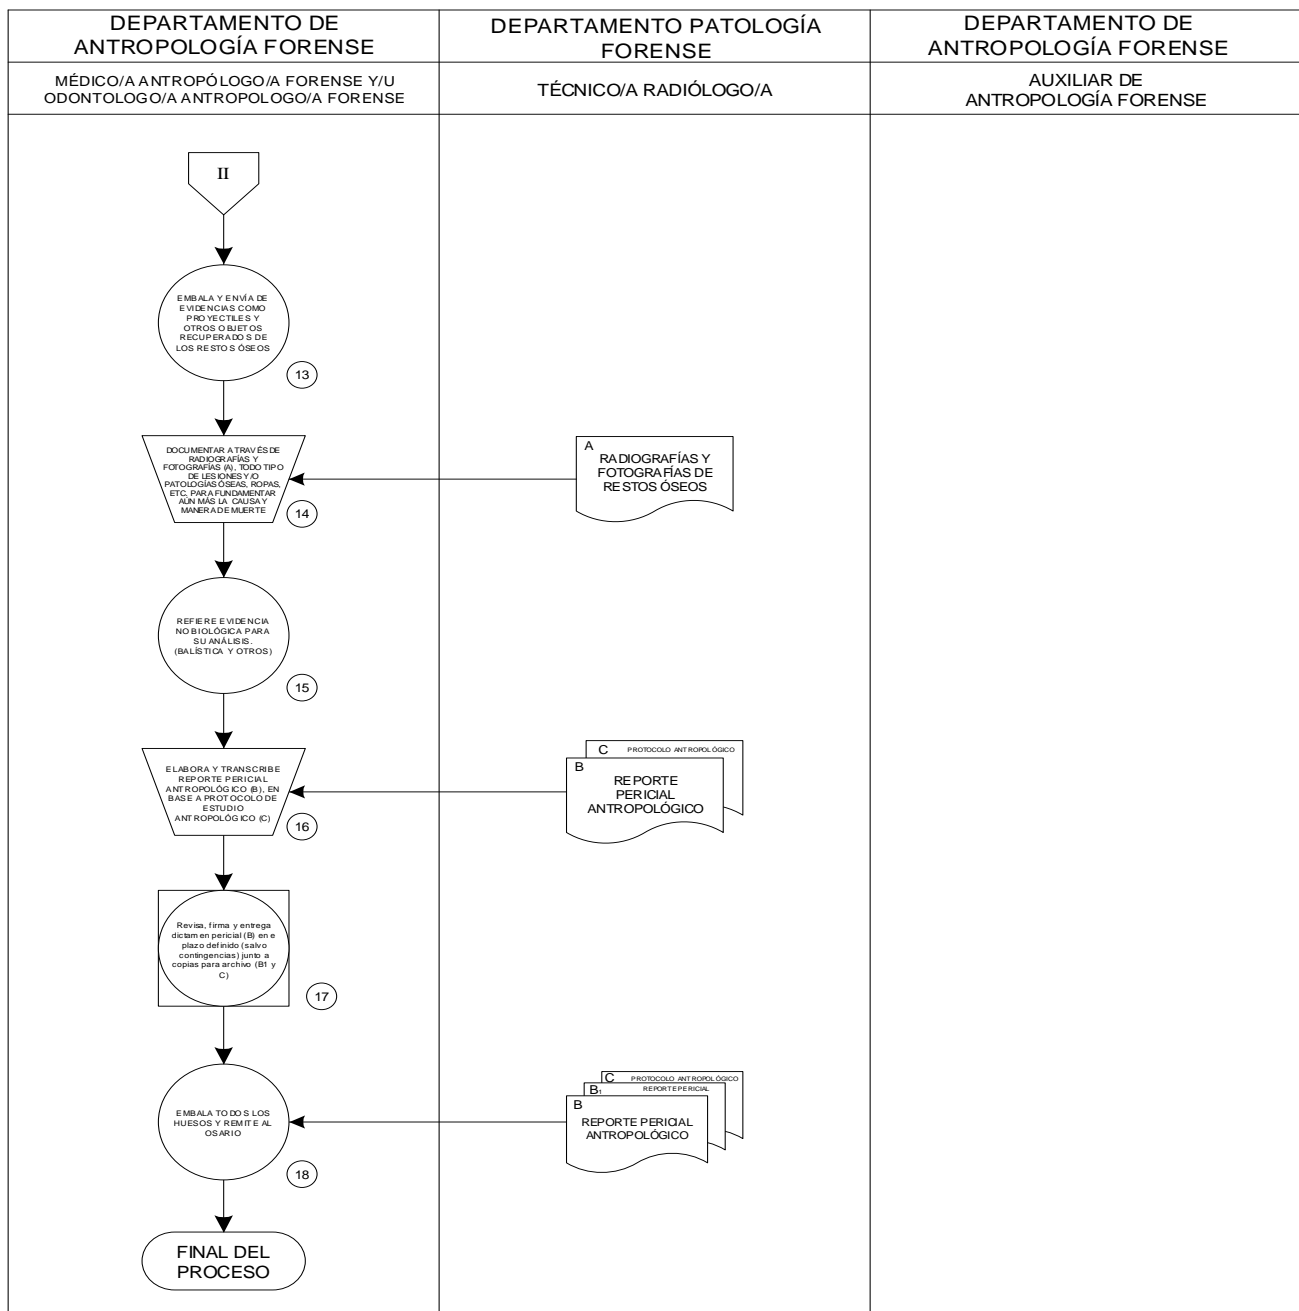 DEPARTAMENTO DE
ANTROPOLOGÍA FORENSE
DEPARTAMENTO PATOLOGÍA
FORENSE
DEPARTAMENTO DE
ANTROPOLOGÍA FORENSE
MÉDICO/A ANTROPÓLOGO/A FORENSE Y/U
ODONTOLOGO/A ANTROPOLOGO/A FORENSE
TÉCNICO/A RADIÓLOGO/A
AUXILIAR DE
ANTROPOLOGÍA FORENSE
II
EMBALA Y ENVÍA DE
EVIDENCIAS COMO
PROYECTILES Y
OTROS OBJETOS
RECUPERADOS DE
LOS RESTOS ÓSEOS
13
DOCUMENTAR A TRAVÉS DE
RADIOGRAFÍAS Y
FOTOGRAFÍAS (A), TODO TIPO
DE LESIONES Y/O
PATOLOGÍAS ÓSEAS, ROPAS,
ETC, PARA FUNDAMENTAR
AÚN MÁS LA CAUSA Y
MANERA DE MUERTE
14
A
RADIOGRAFÍAS Y
FOTOGRAFÍAS DE
RESTOS ÓSEOS
REFIERE EVIDENCIA
NO BIOLÓGICA PARA
SU ANÁLISIS.
(BALÍSTICA Y OTROS)
15
ELABORA Y TRANSCRIBE
REPORTE PERICIAL
ANTROPOLÓGICO (B), EN
BASE A PROTOCOLO DE
ESTUDIO
ANTROPOLÓGICO (C)
16
C PROTOCOLO ANTROPOLÓGICO
B
REPORTE
PERICIAL
ANTROPOLÓGICO
Revisa, firma y entrega
dictamen pericial (B) en e
plazo definido (salvo
contingencias) junto a
copias para archivo (B1 y
C)
17
EMBALA TODOS LOS
HUESOS Y REMITE AL
OSARIO
18
C PROTOCOLO ANTROPOLÓGICO
B1 REPORTE PERICIAL
B
REPORTE PERICIAL
ANTROPOLÓGICO
FINAL DEL
PROCESO